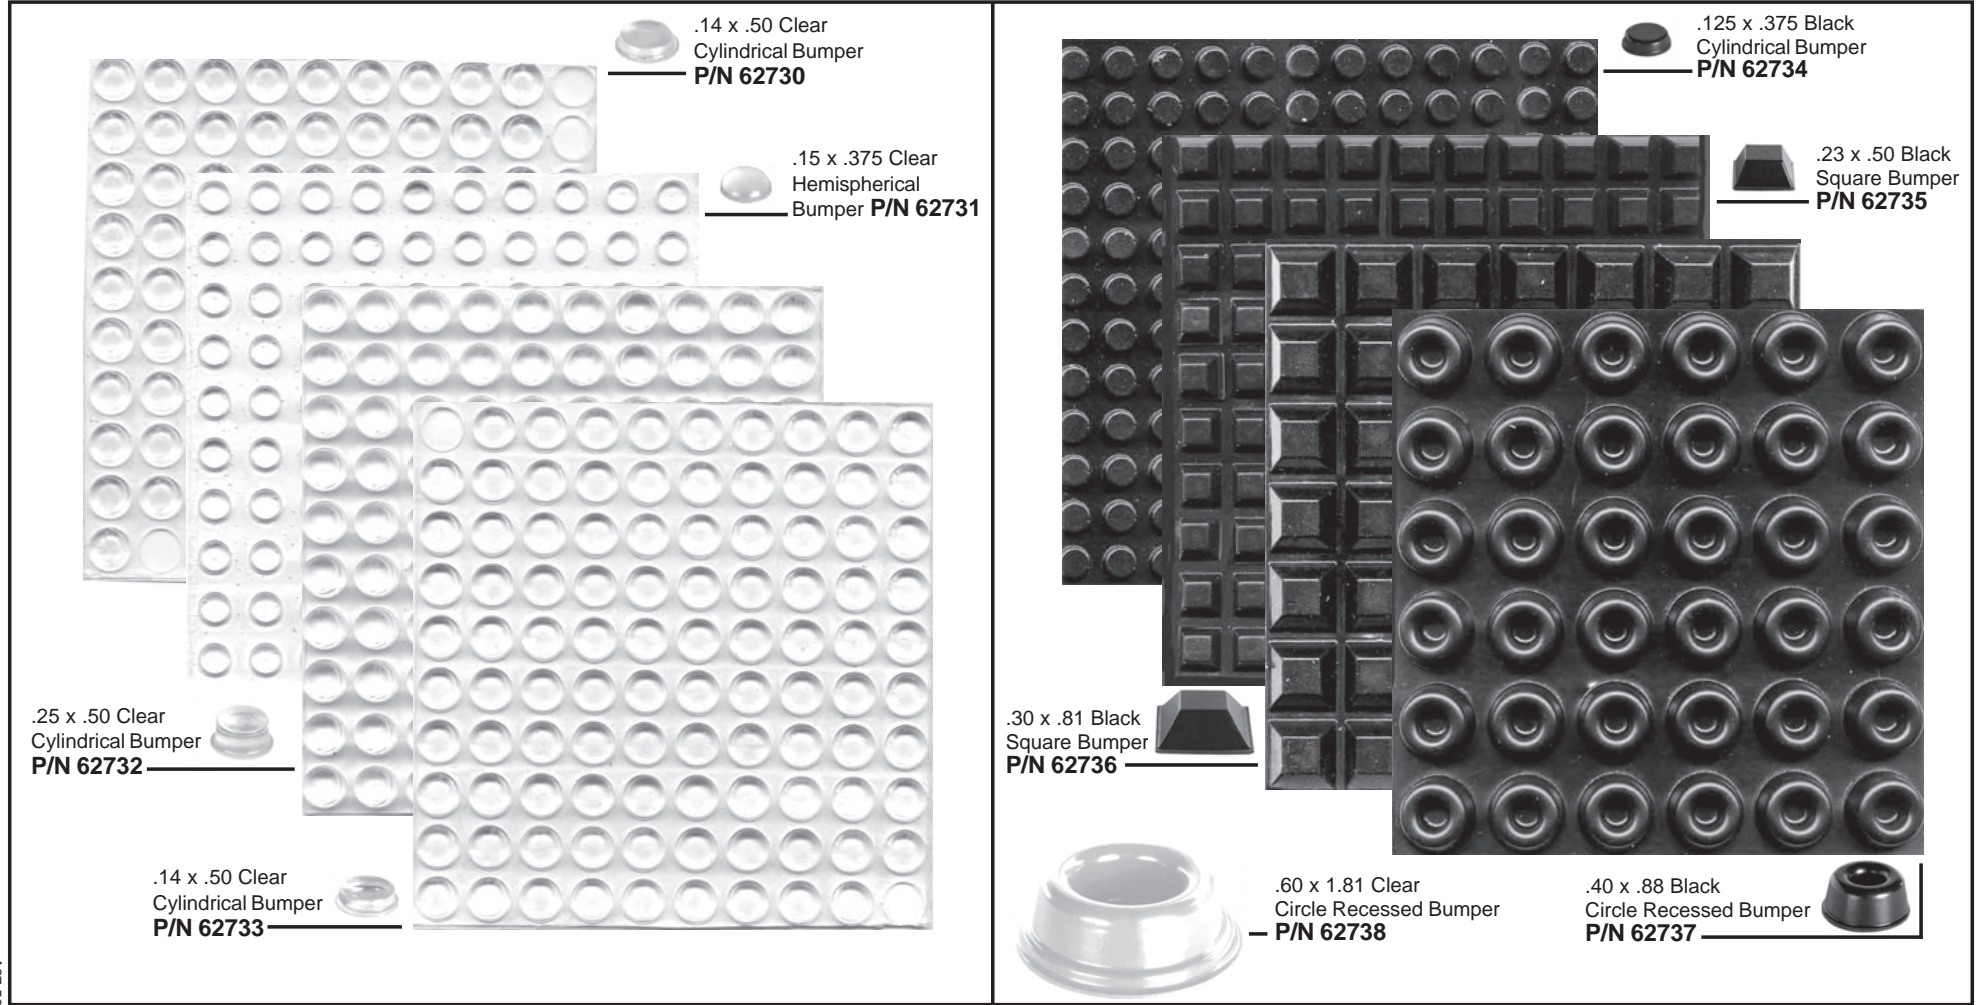 .14 x .50 Clear
Cylindrical Bumper
P/N 62730
.15 x .375 Clear
Hemispherical
Bumper P/N 62731
.25 x .50 Clear
Cylindrical Bumper
P/N 62732
.14 x .50 Clear
Cylindrical Bumper
P/N 62733
.125 x .375 Black
Cylindrical Bumper
P/N 62734
.23 x .50 Black
Square Bumper
P/N 62735
.30 x .81 Black
Square Bumper
P/N 62736
.60 x 1.81 Clear
Circle Recessed Bumper
P/N 62738
.40 x .88 Black
Circle Recessed Bumper
P/N 62737